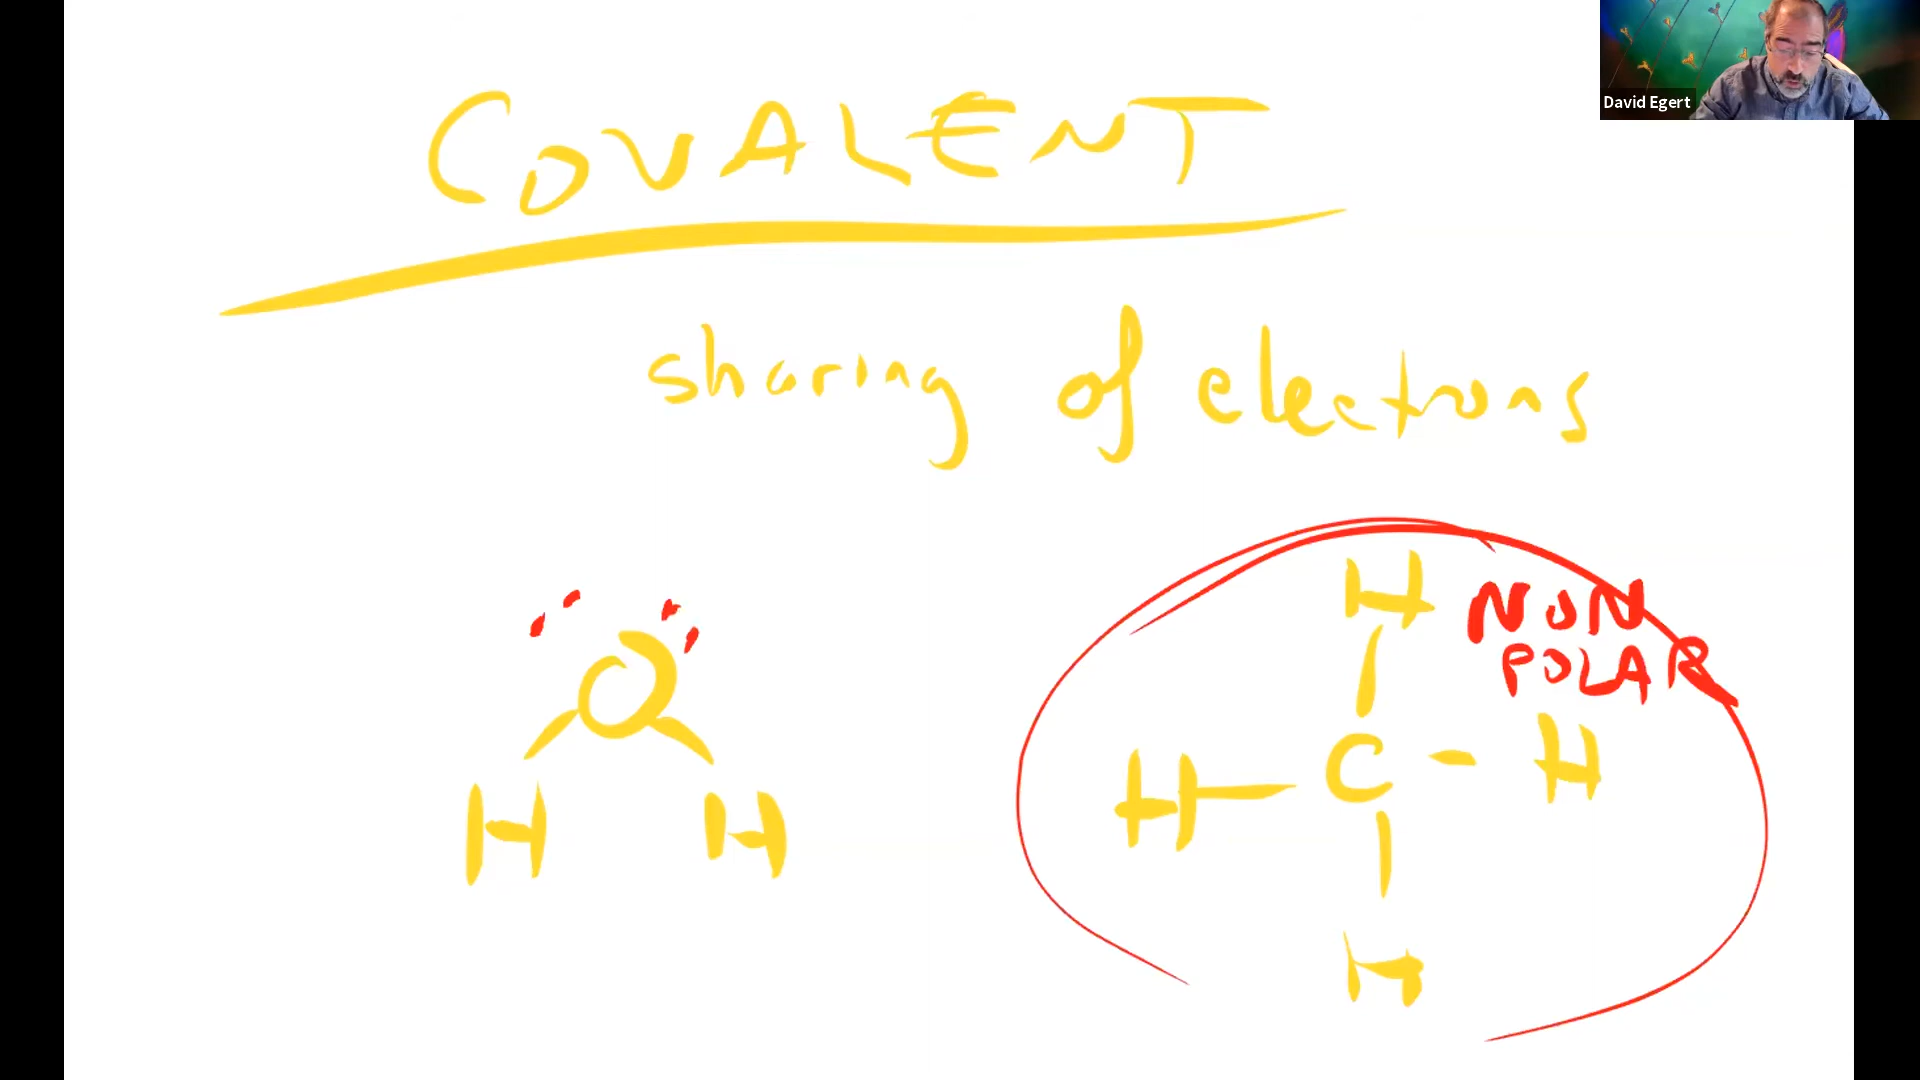 David Egert
COVALENT
sharing of electrons
O
H H
H
NON
POLAR
H-C-H
H